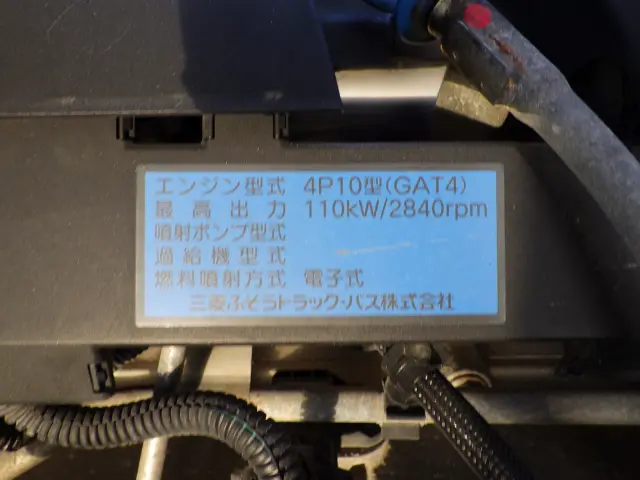 エンジン型式 4P10型(GAT4)
最高出力 110kW/2840rpm
噴射ポンプ型式
過給機型式
燃料噴射方式 電子式
三菱ふそうトラック・バス株式会社